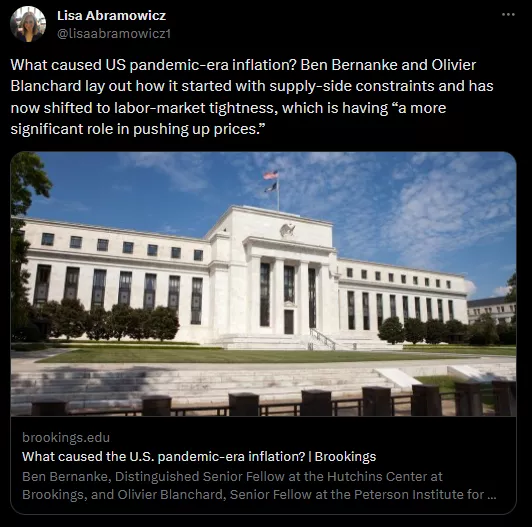 Lisa Abramowicz
@lisaabramowicz1
What caused US pandemic-era inflation? Ben Bernanke and Olivier
Blanchard lay out how it started with supply-side constraints and has
now shifted to labor-market tightness, which is having “a more
significant role in pushing up prices.”
brookings.edu
What caused the U.S. pandemic-era inflation? | Brookings
Ben Bernanke, Distinguished Senior Fellow at the Hutchins Center at
Brookings, and Olivier Blanchard, Senior Fellow at the Peterson Institute for ...